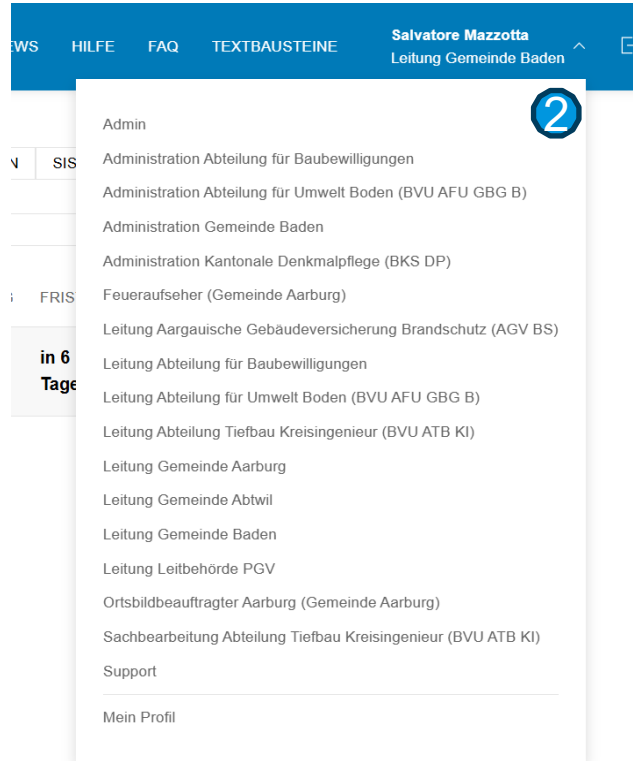 EWS HILFE FAQ TEXTBAUSTEINE Salvatore Mazzotta
Leitung Gemeinde Baden
2
Admin
Administration Abteilung für Baubewilligungen
N SIS
Administration Abteilung für Umwelt Boden (BVU AFU GBG B)
Administration Gemeinde Baden
Administration Kantonale Denkmalpflege (BKS DP)
FRIS
Feueraufseher (Gemeinde Aarburg)
Leitung Aargauische Gebäudeversicherung Brandschutz (AGV BS)
in 6
Tage
Leitung Abteilung für Baubewilligungen
Leitung Abteilung für Umwelt Boden (BVU AFU GBG B)
Leitung Abteilung Tiefbau Kreisingenieur (BVU ATB KI)
Leitung Gemeinde Aarburg
Leitung Gemeinde Abtwil
Leitung Gemeinde Baden
Leitung Leitbehörde PGV
Ortsbildbeauftragter Aarburg (Gemeinde Aarburg)
Sachbearbeitung Abteilung Tiefbau Kreisingenieur (BVU ATB KI)
Support
Mein Profil